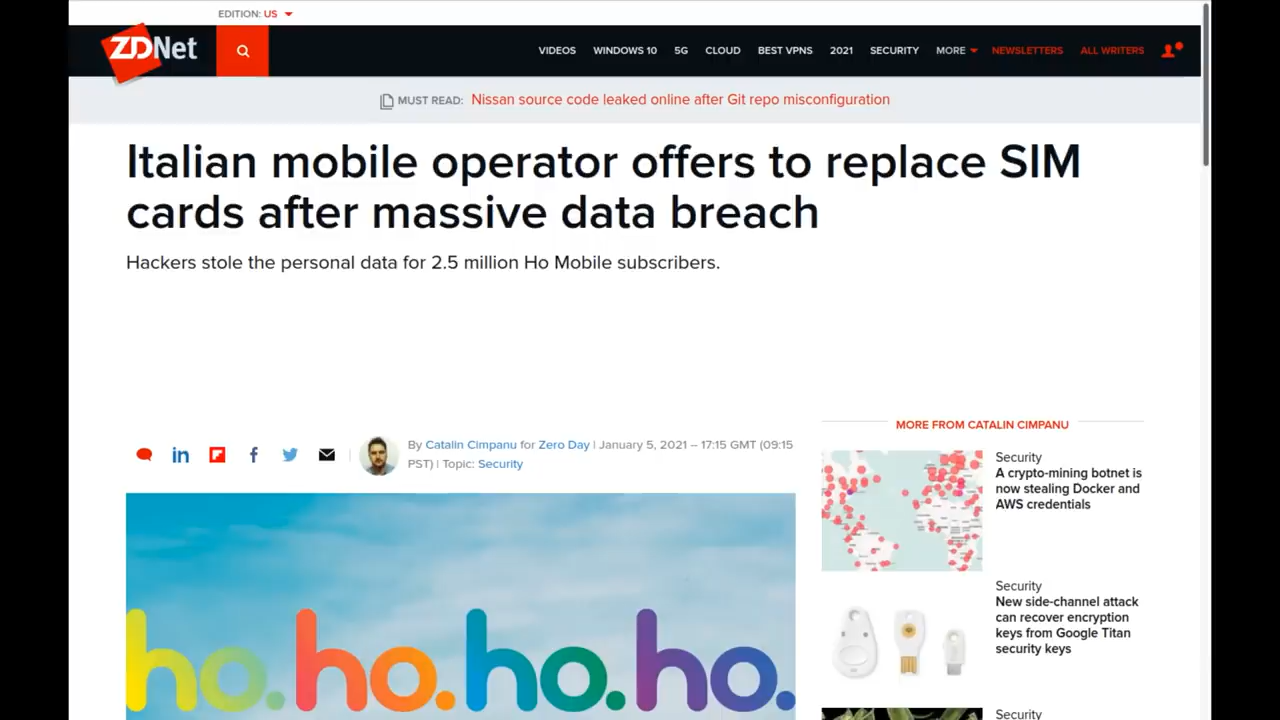 EDITION: US
ZDNet
VIDEOS WINDOWS 10 5G CLOUD BEST VPNS 2021 SECURITY MORE NEWSLETTERS ALL WRITERS
MUST READ: Nissan source code leaked online after Git repo misconfiguration
Italian mobile operator offers to replace SIM
cards after massive data breach
Hackers stole the personal data for 2.5 million Ho Mobile subscribers.
By Catalin Cimpanu for Zero Day | January 5, 2021 -- 17:15 GMT (09:15
PST) | Topic: Security
ho.ho.ho.ho.
MORE FROM CATALIN CIMPANU
Security
A crypto-mining botnet is
now stealing Docker and
AWS credentials
Security
New side-channel attack
can recover encryption
keys from Google Titan
security keys
Security